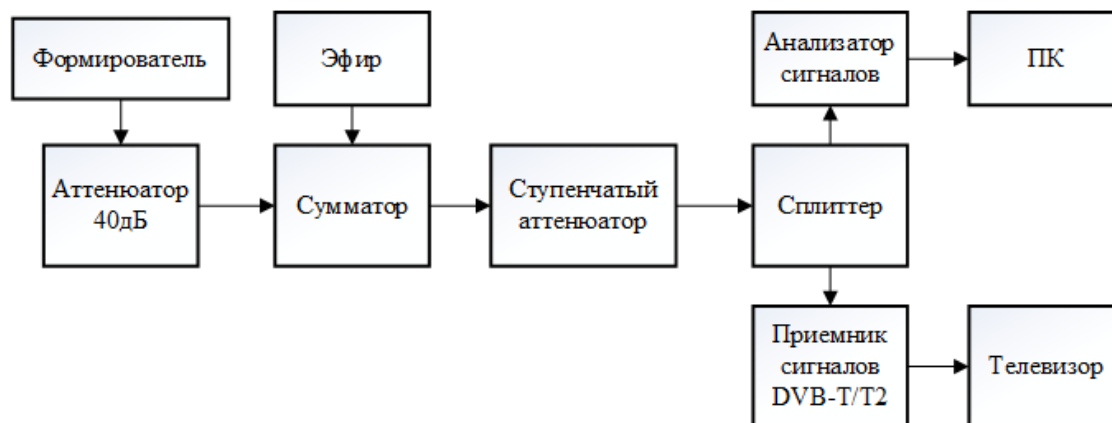 Формирователь
Эфир
Анализатор
сигналов
ПК
Аттенюатор
40дБ
Сумматор
Ступенчатый
аттенюатор
Сплиттер
Приемник
сигналов
DVB-T/T2
Телевизор